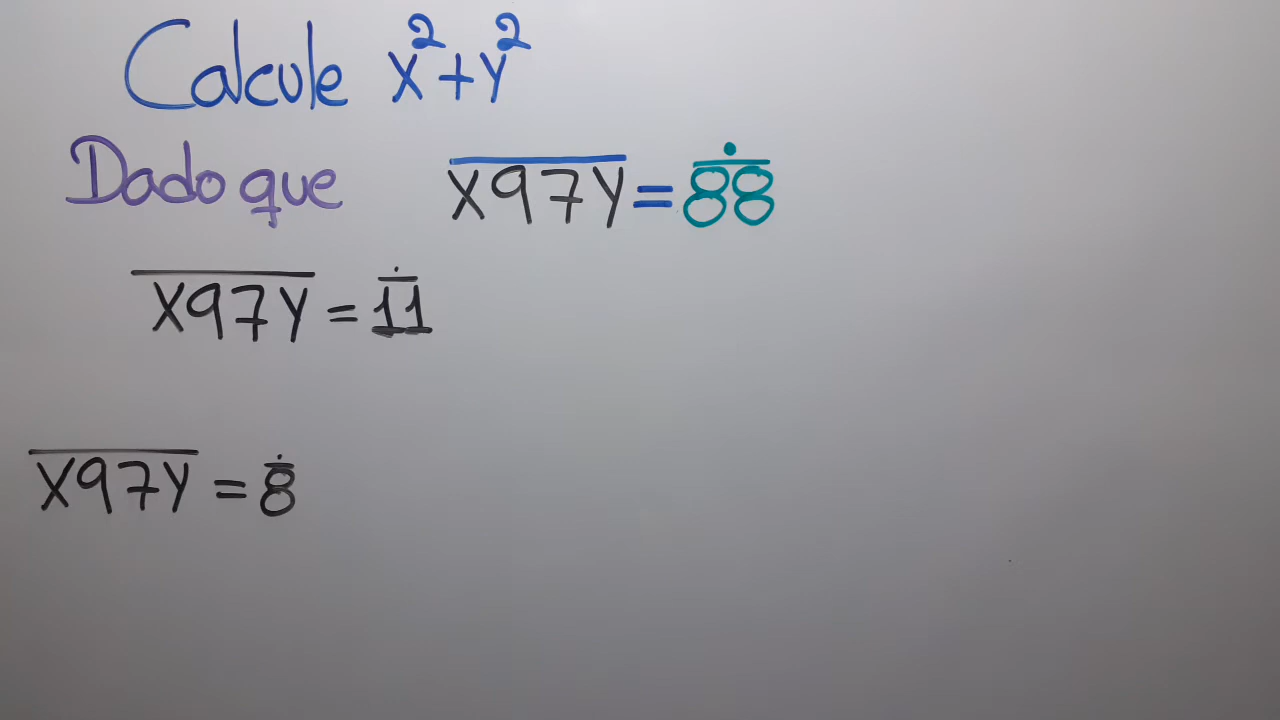 Calcule x²+y²
Dado que X97Y=88̇
X97Y = 11̇
X97Y = 8̇